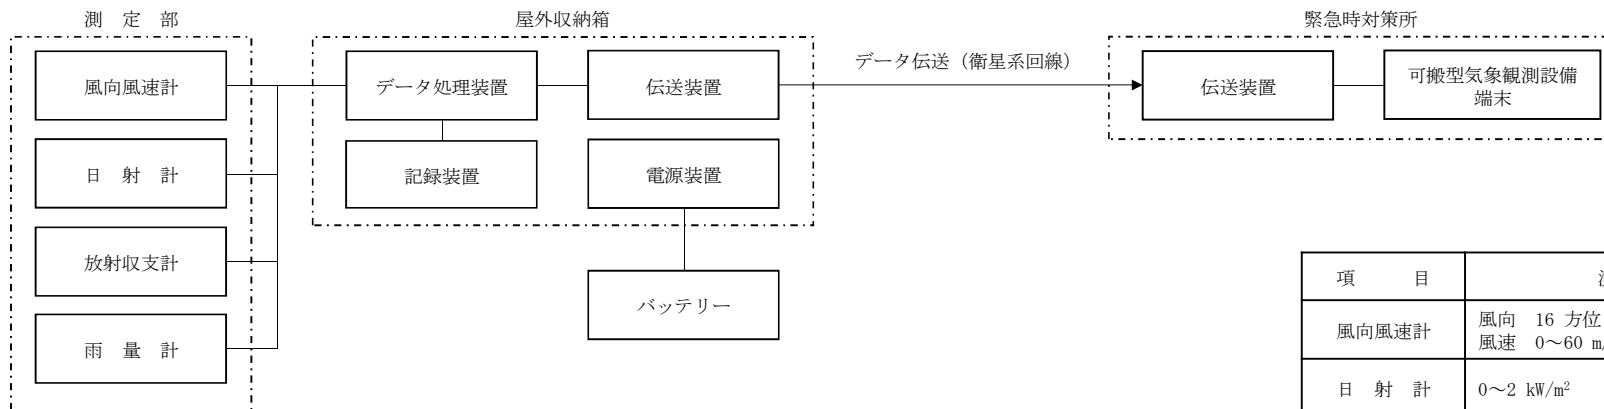 測　定　部
屋外収納箱
緊急時対策所
風向風速計
日　射　計
放射収支計
雨　量　計
データ処理装置
記録装置
伝送装置
電源装置
バッテリー
データ伝送（衛星系回線）
伝送装置
可搬型気象観測設備
端末
項　　　目
風向風速計
風向　16 方位
風速　0～60 m/
日　射　計
0～2 kW/m²